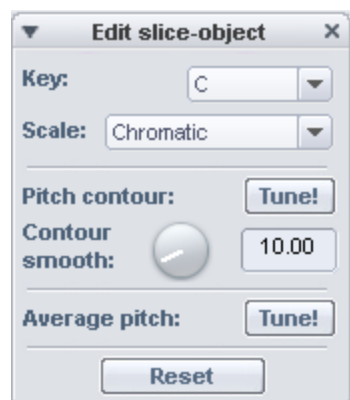 Edit slice-object
Key: C
Scale: Chromatic
Pitch contour: Tune!
Contour
smooth: 10.00
Average pitch: Tune!
Reset